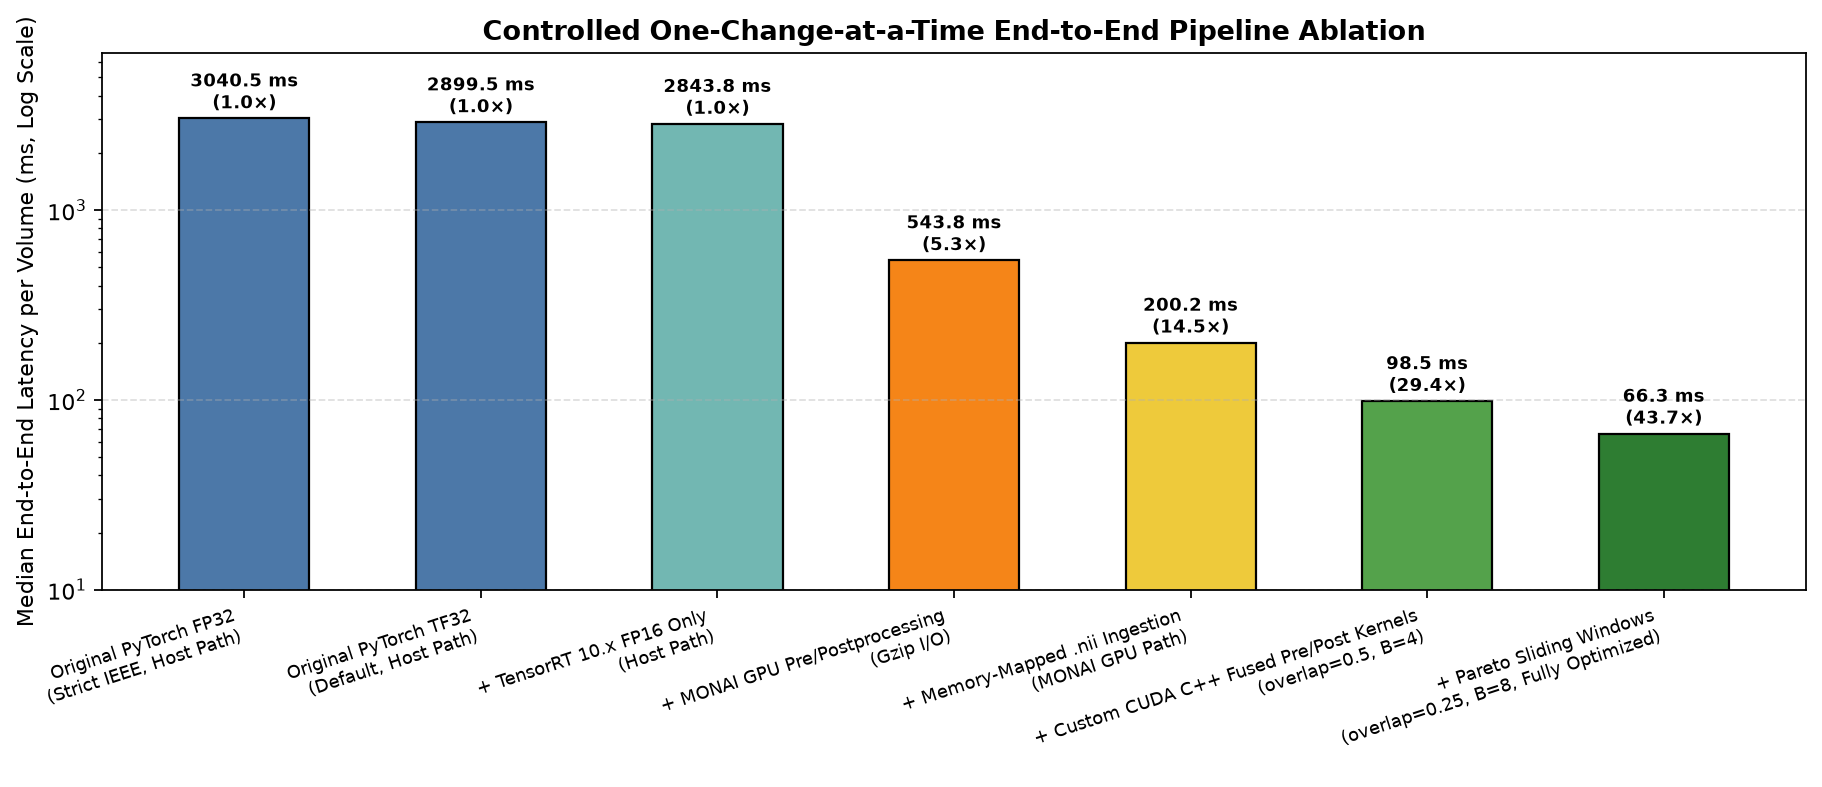 Controlled One-Change-at-a-Time End-to-End Pipeline Ablation
Median End-to-End Latency per Volume (ms, Log Scale)
10³
10²
10¹
3040.5 ms
(1.0×)
2899.5 ms
(1.0×)
2843.8 ms
(1.0×)
543.8 ms
(5.3×)
200.2 ms
(14.5×)
98.5 ms
(29.4×)
66.3 ms
(43.7×)
Original PyTorch FP32
(Strict IEEE, Host Path)
Original PyTorch TF32
(Default, Host Path)
+ TensorRT 10.x FP16 Only
(Host Path)
+ MONAI GPU Pre/Postprocessing
(Gzip I/O)
+ Memory-Mapped .nii Ingestion
(MONAI GPU Path)
+ Custom CUDA C++ Fused Pre/Post Kernels
(overlap=0.5, B=4)
+ Pareto Sliding Windows
(overlap=0.25, B=8, Fully Optimized)